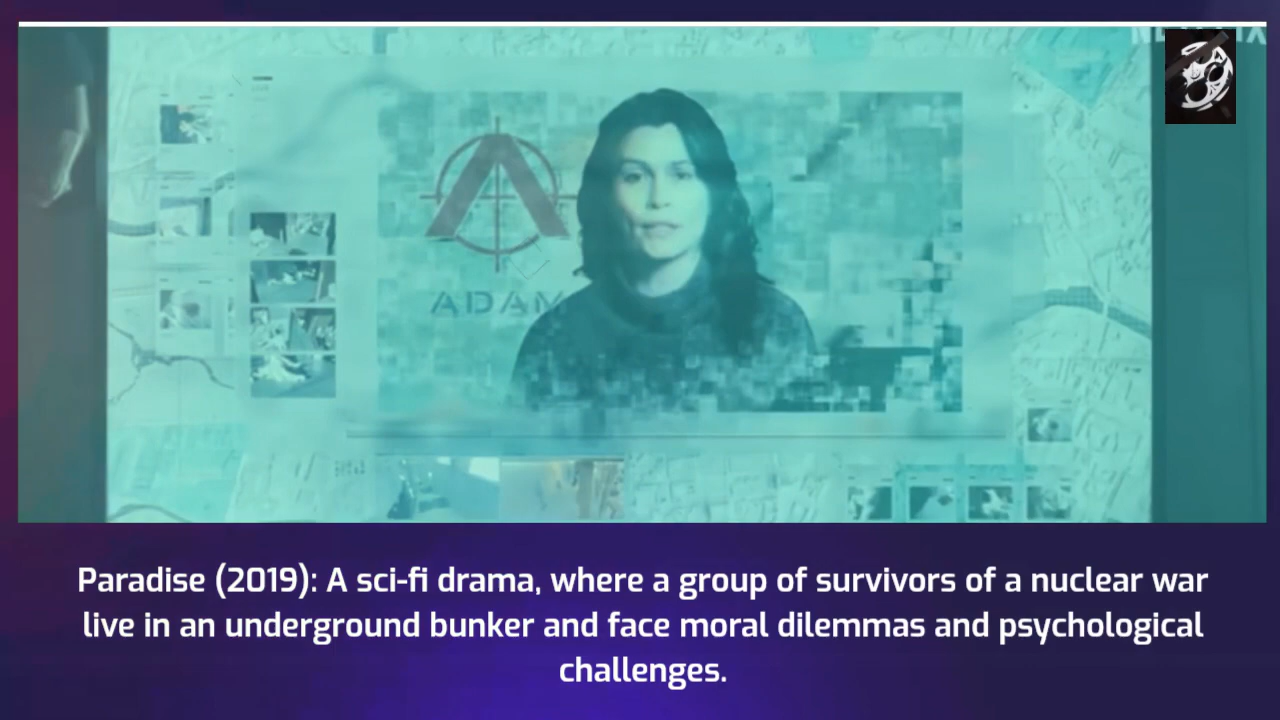 ADAM
Paradise (2019): A sci-fi drama, where a group of survivors of a nuclear war
live in an underground bunker and face moral dilemmas and psychological
challenges.